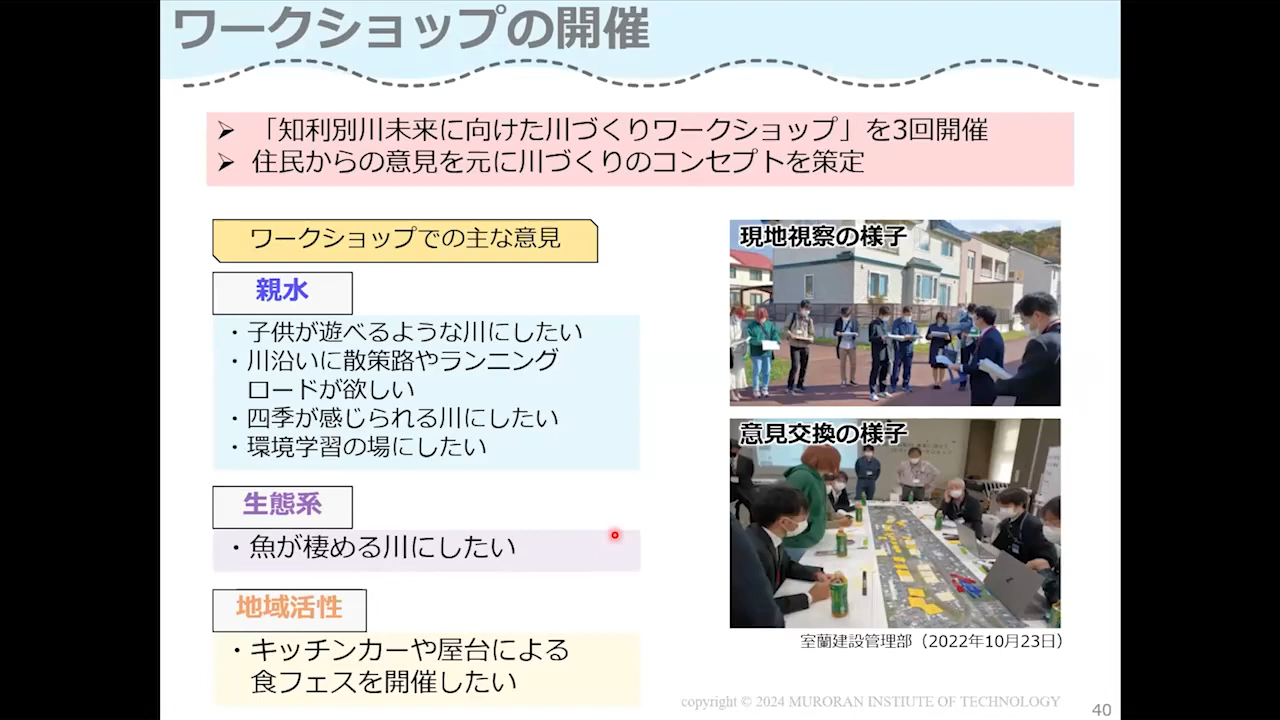 ワークショップの開催
➢ 「知利別川未来に向けた川づくりワークショップ」を3回開催
➢ 住民からの意見を元に川づくりのコンセプトを策定
ワークショップでの主な意見
親水
・子供が遊べるような川にしたい
・川沿いに散策路やランニング
ロードが欲しい
・四季が感じられる川にしたい
・環境学習の場にしたい
生態系
・魚が棲める川にしたい
地域活性
・キッチンカーや屋台による
食フェスを開催したい
現地視察の様子
意見交換の様子
室蘭建設管理部（2022年10月23日）
copyright © 2024 MURORAN INSTIUTE OF TECHNOLOGY
40